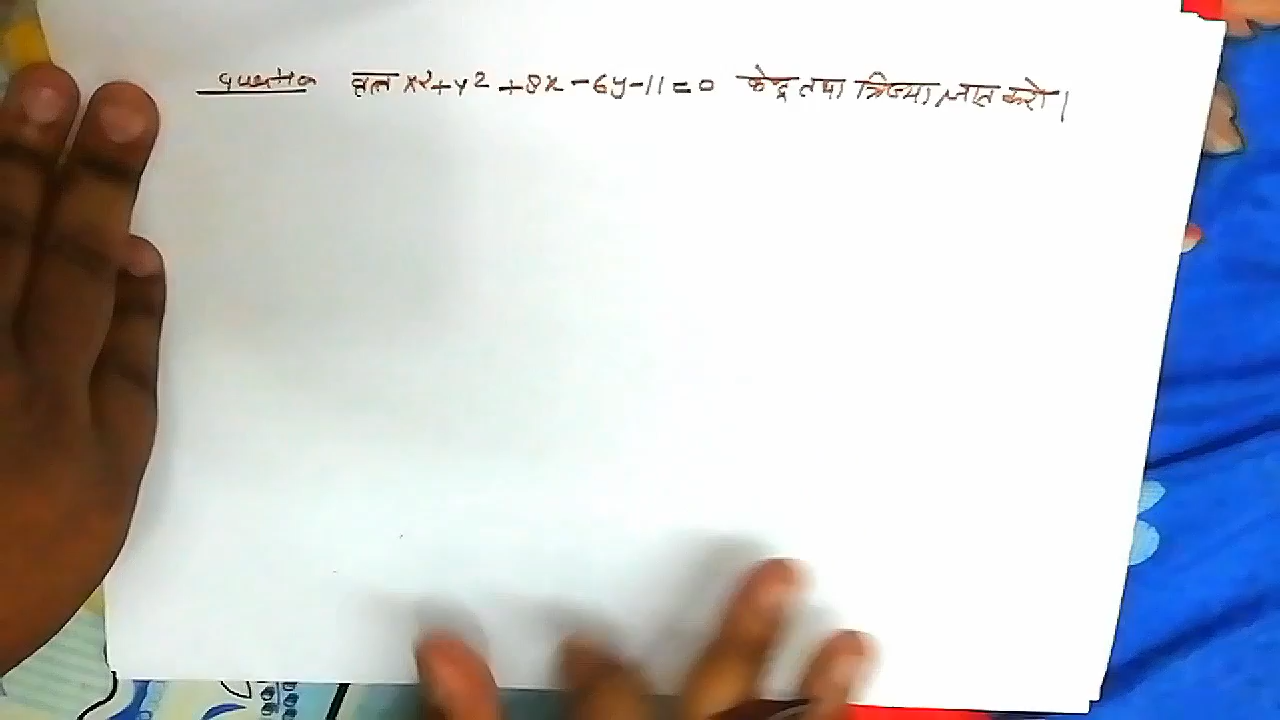 Question वृत्त x²+y2 +8x -6y-11=0 केन्द्र तथा त्रिज्या ज्ञात करो।